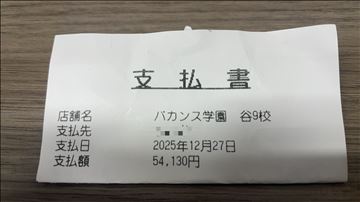 支払書
店舗名 バカンス学園 谷9校
支払先
支払日 2025年12月27日
支払額 54,130円